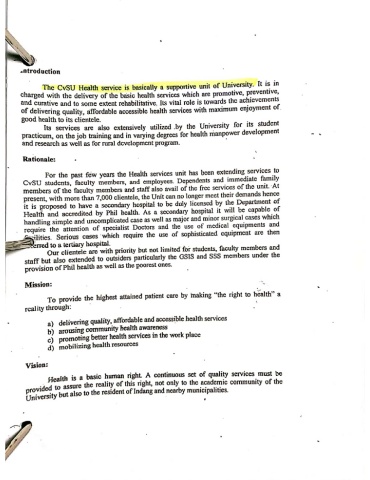 .ntroduction
The CvSU Health service is basically a supportive unit of University. It is in
charged with the delivery of the basic health services which are promotive, preventive,
and curative and to some extent rehabilitative. Its vital role is towards the achievements
of delivering quality, affordable accessible health services with maximum enjoyment of
good health to its clientele.
Its services are also extensively utilized by the University for its student
practicum, on the job training and in varying degrees for health manpower development
and research as well as for rural development program.
Rationale:
For the past few years the Health services unit has been extending services to
CvSU students, faculty members, and employees. Dependents and immediate family
members of the faculty members and staff also avail of the free services of the unit. At
present, with more than 7,000 clientele, the Unit can no longer meet their demands hence
it is proposed to have a secondary hospital to be duly licensed by the Department of
Health and accredited by Phil health. As a secondary hospital it will be capable of
handling simple and uncomplicated case as well as major and minor surgical cases which
require the attention of specialist Doctors and the use of medical equipments and
ilities. Serious cases which require the use of sophisticated equipment are then
erred to a tertiary hospital.
Our clientele are with priority but not limited for students, faculty members and
staff but also extended to outsiders particularly the GSIS and SSS members under the
provision of Phil health as well as the poorest ones.
Mission:
To provide the highest attained patient care by making "the right to health" a
reality through:
a) delivering quality, affordable and accessible health services
b) arousing community health awareness
c) promoting better health services in the work place
d) mobilizing health resources
Vision:
Health is a basic human right. A continuous set of quality services must be
provided to assure the reality of this right, not only to the academic community of the
University but also to the resident of Indang and nearby municipalities.